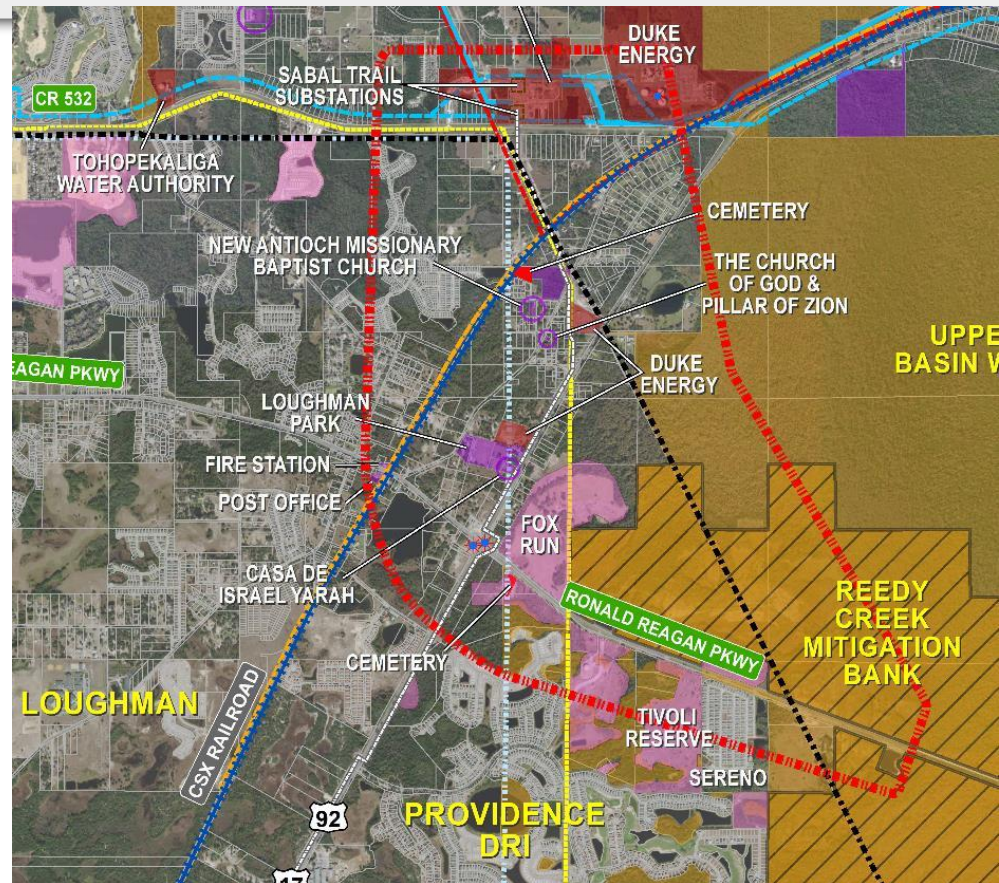 DUKE
ENERGY
SABAL TRAIL
SUBSTATIONS
CR 532
TOHOPEKALIGA
WATER AUTHORITY
CEMETERY
NEW ANTIOCH MISSIONARY
BAPTIST CHURCH
THE CHURCH
OF GOD &
PILLAR OF ZION
UPPE
BASIN W
EAGAN PKWY
DUKE
ENERGY
LOUGHMAN
PARK
FIRE STATION
POST OFFICE
FOX
RUN
CASA DE
ISRAEL YARAH
RONALD REAGAN PKWY
REEDY
CREEK
MITIGATION
BANK
CEMETERY
LOUGHMAN
CSX RAILROAD
TIVOLI
RESERVE
SERENO
92
PROVIDENCE
DRI
17